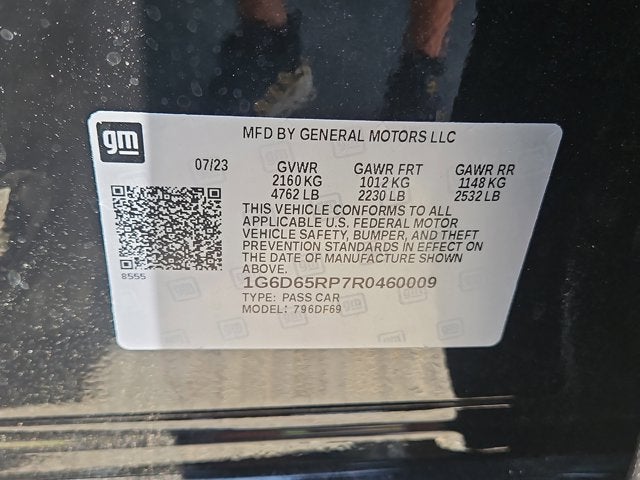 gm
MFD BY GENERAL MOTORS LLC
07/23 GVWR GAWR FRT GAWR RR
2160 KG 1012 KG 1148 KG
4762 LB 2230 LB 2532 LB
THIS VEHICLE CONFORMS TO ALL
APPLICABLE U.S. FEDERAL MOTOR
VEHICLE SAFETY, BUMPER, AND THEFT
PREVENTION STANDARDS IN EFFECT ON
THE DATE OF MANUFACTURE SHOWN
ABOVE.
8555
1G6D65RP7R0460009
TYPE: PASS CAR
MODEL: 796DF69